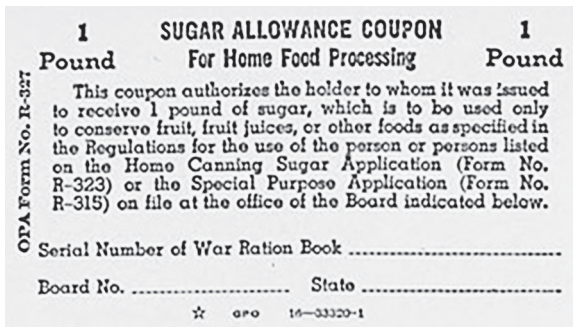 1 SUGAR ALLOWANCE COUPON 1
Pound For Home Food Processing Pound
This coupon authorizes the holder to whom it was issued
to receive 1 pound of sugar, which is to be used only
to conserve fruit, fruit juices, or other foods as specified in
the Regulations for the use of the person or persons listed
on the Home Canning Sugar Application (Form No.
R-323) or the Special Purpose Application (Form No.
R-315) on file at the office of the Board indicated below.
Serial Number of War Ration Book
Board No. State
☆ GPO 16—33320-1
OPA Form No. R-327